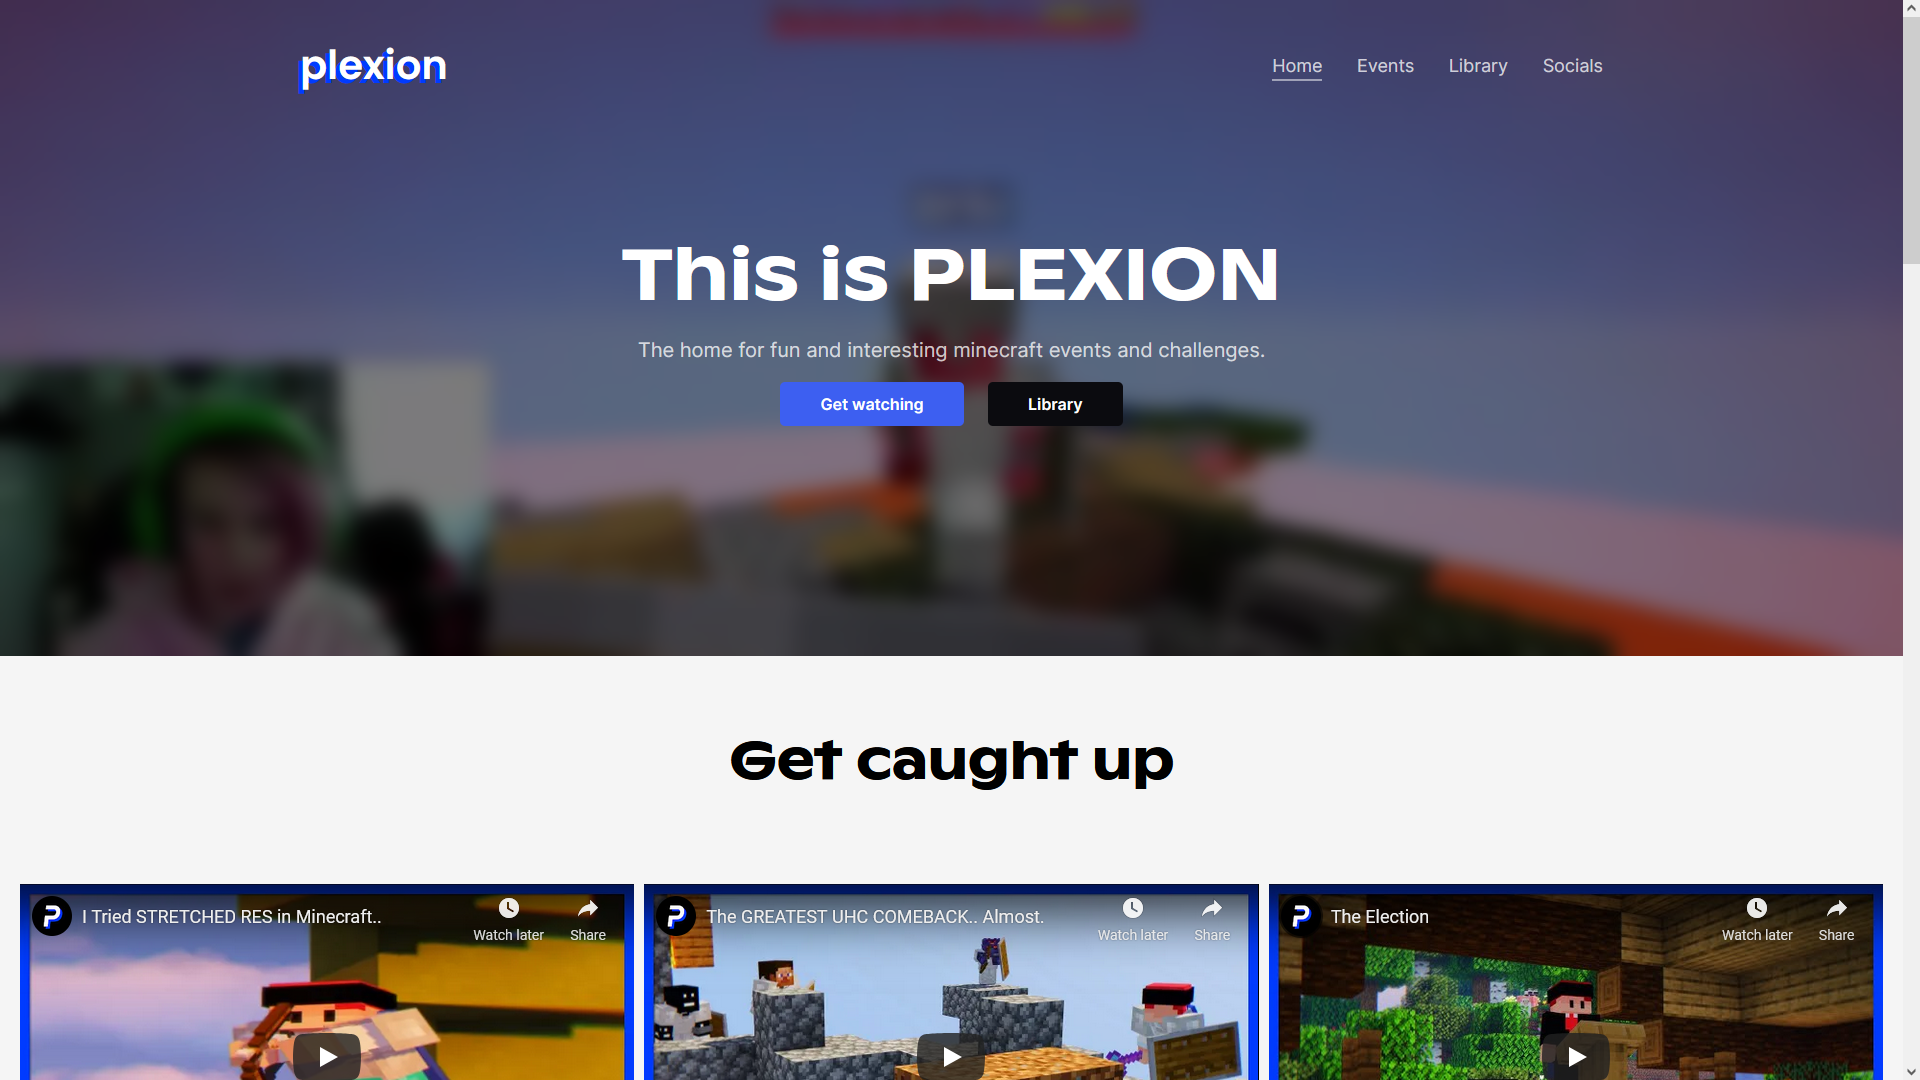 plexion
Home Events Library Socials
This is PLEXION
The home for fun and interesting minecraft events and challenges.
Get watching Library
Get caught up
P I Tried STRETCHED RES in Minecraft.. Watch later Share
P The GREATEST UHC COMEBACK.. Almost. Watch later Share
P The Election Watch later Share